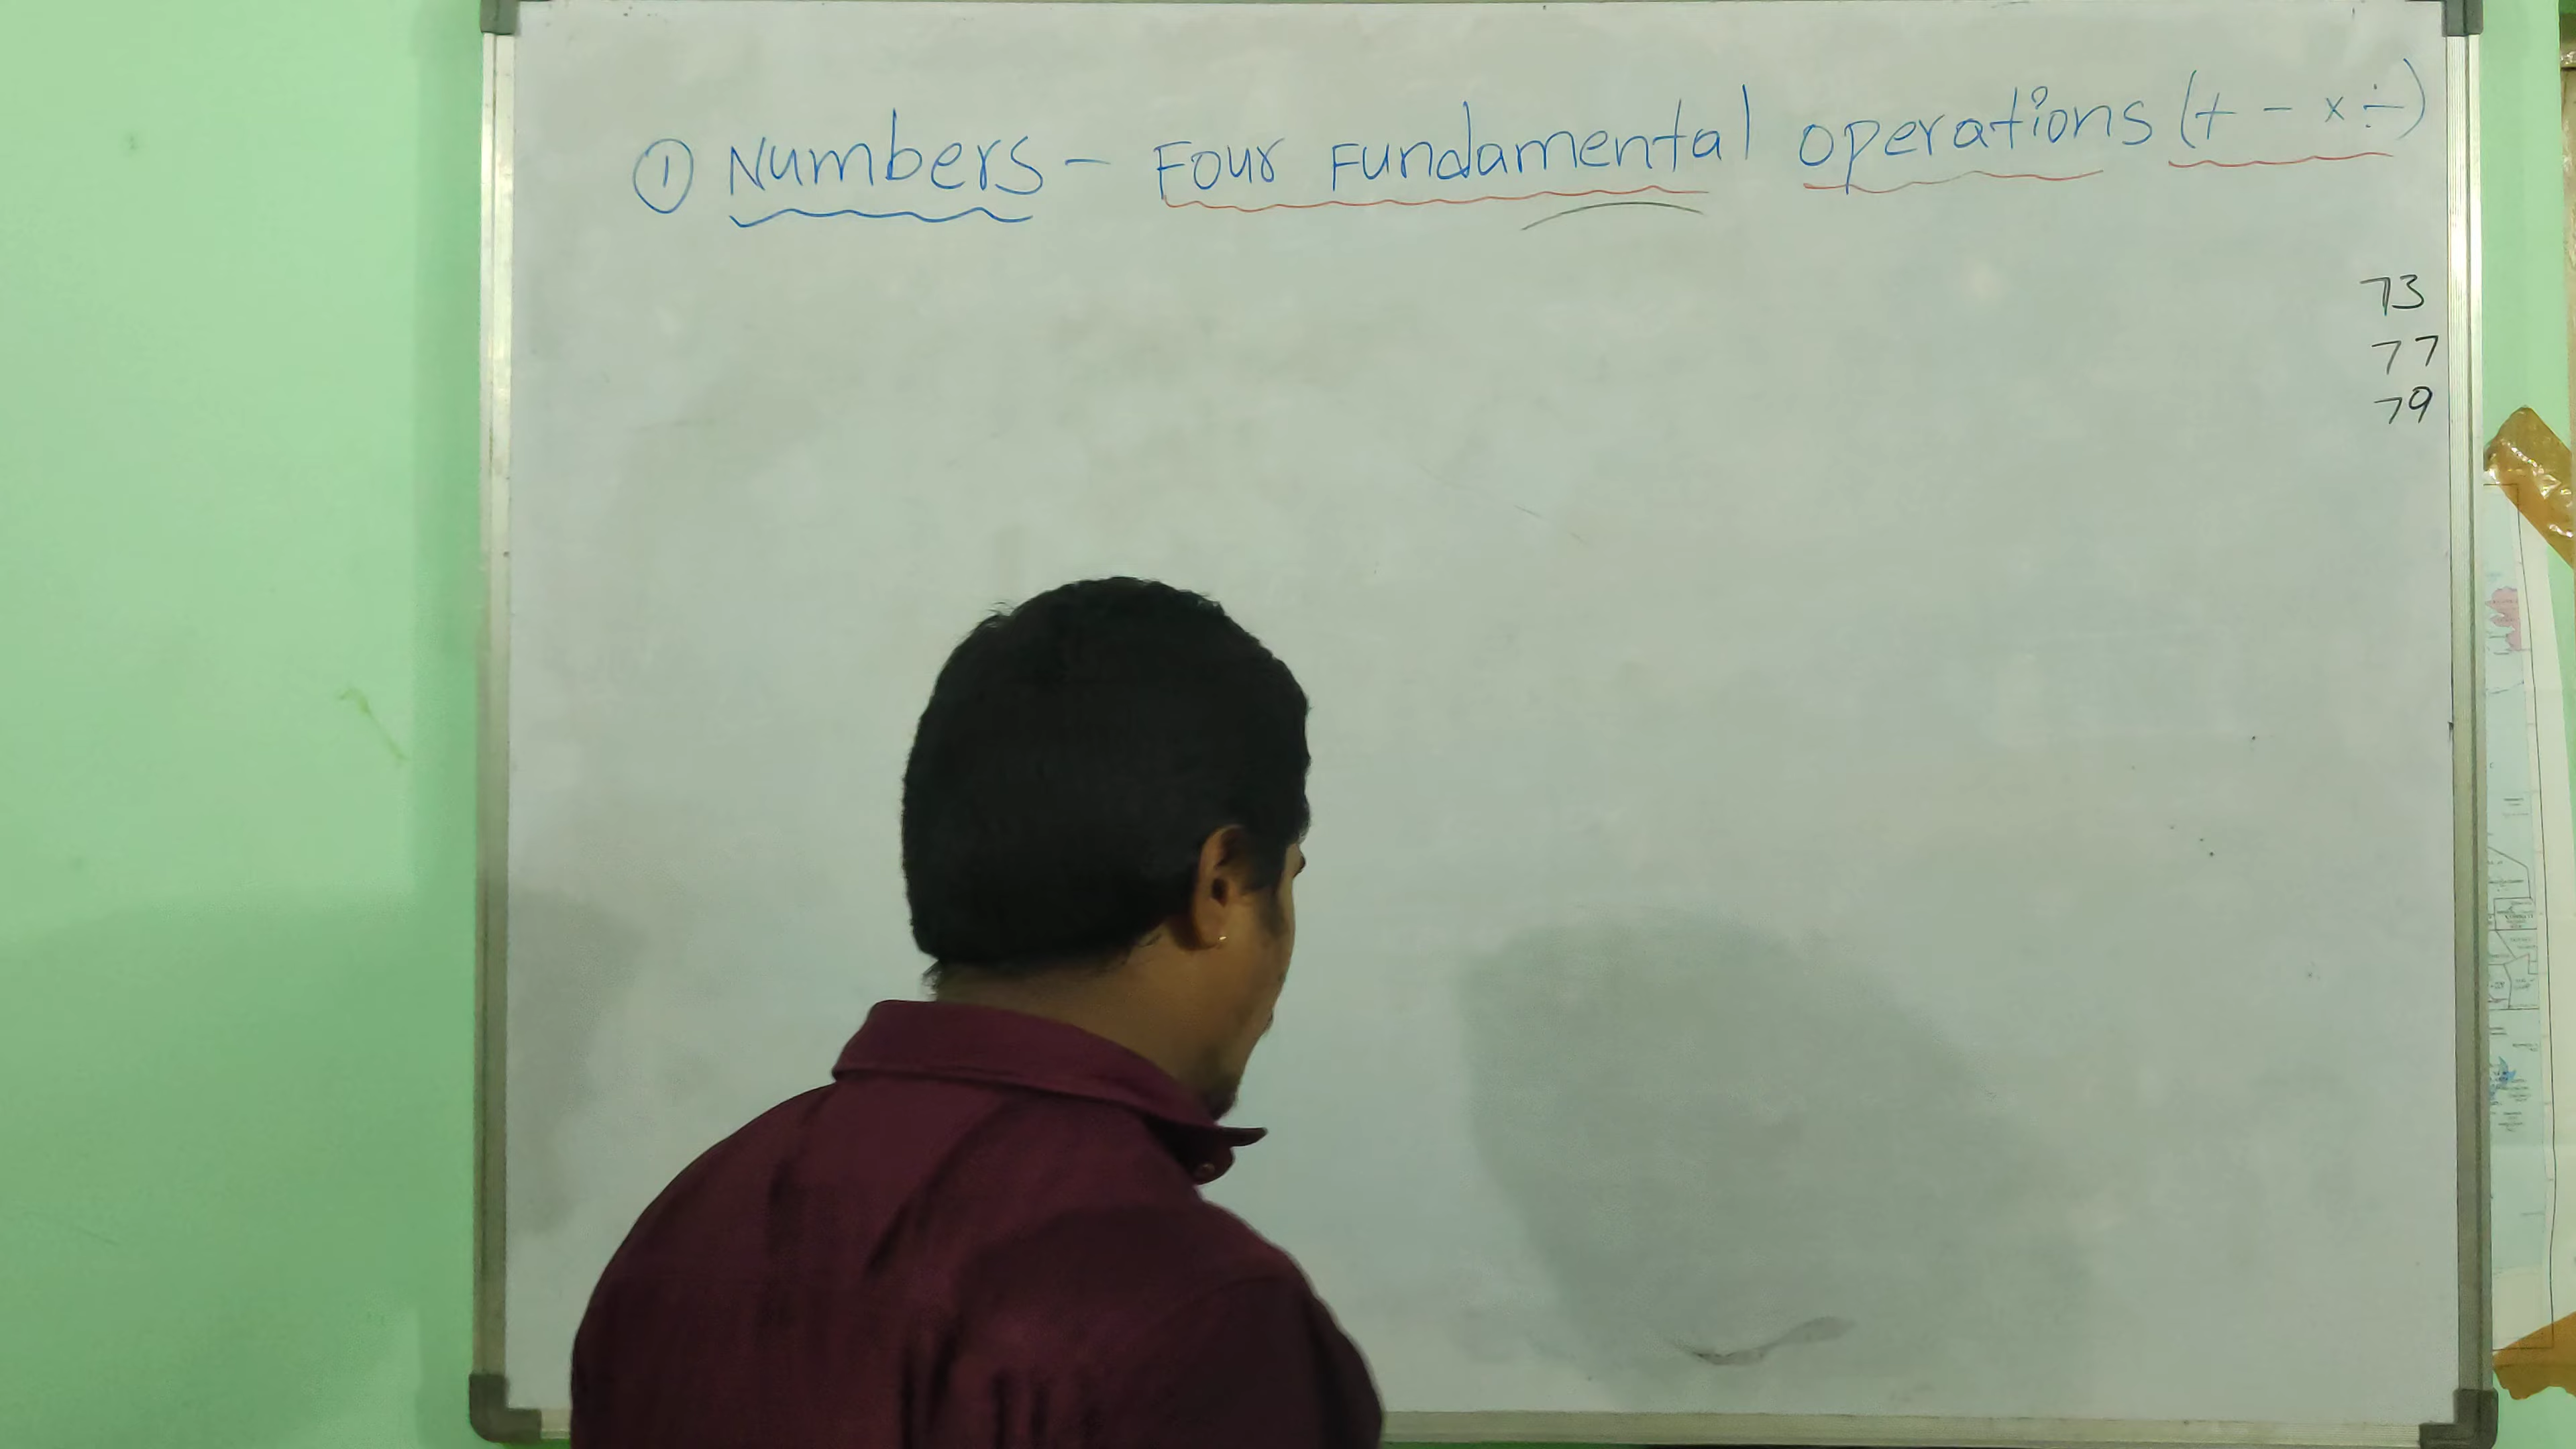 ① Numbers - Four Fundamental operations (+ - × ÷)
73
77
79